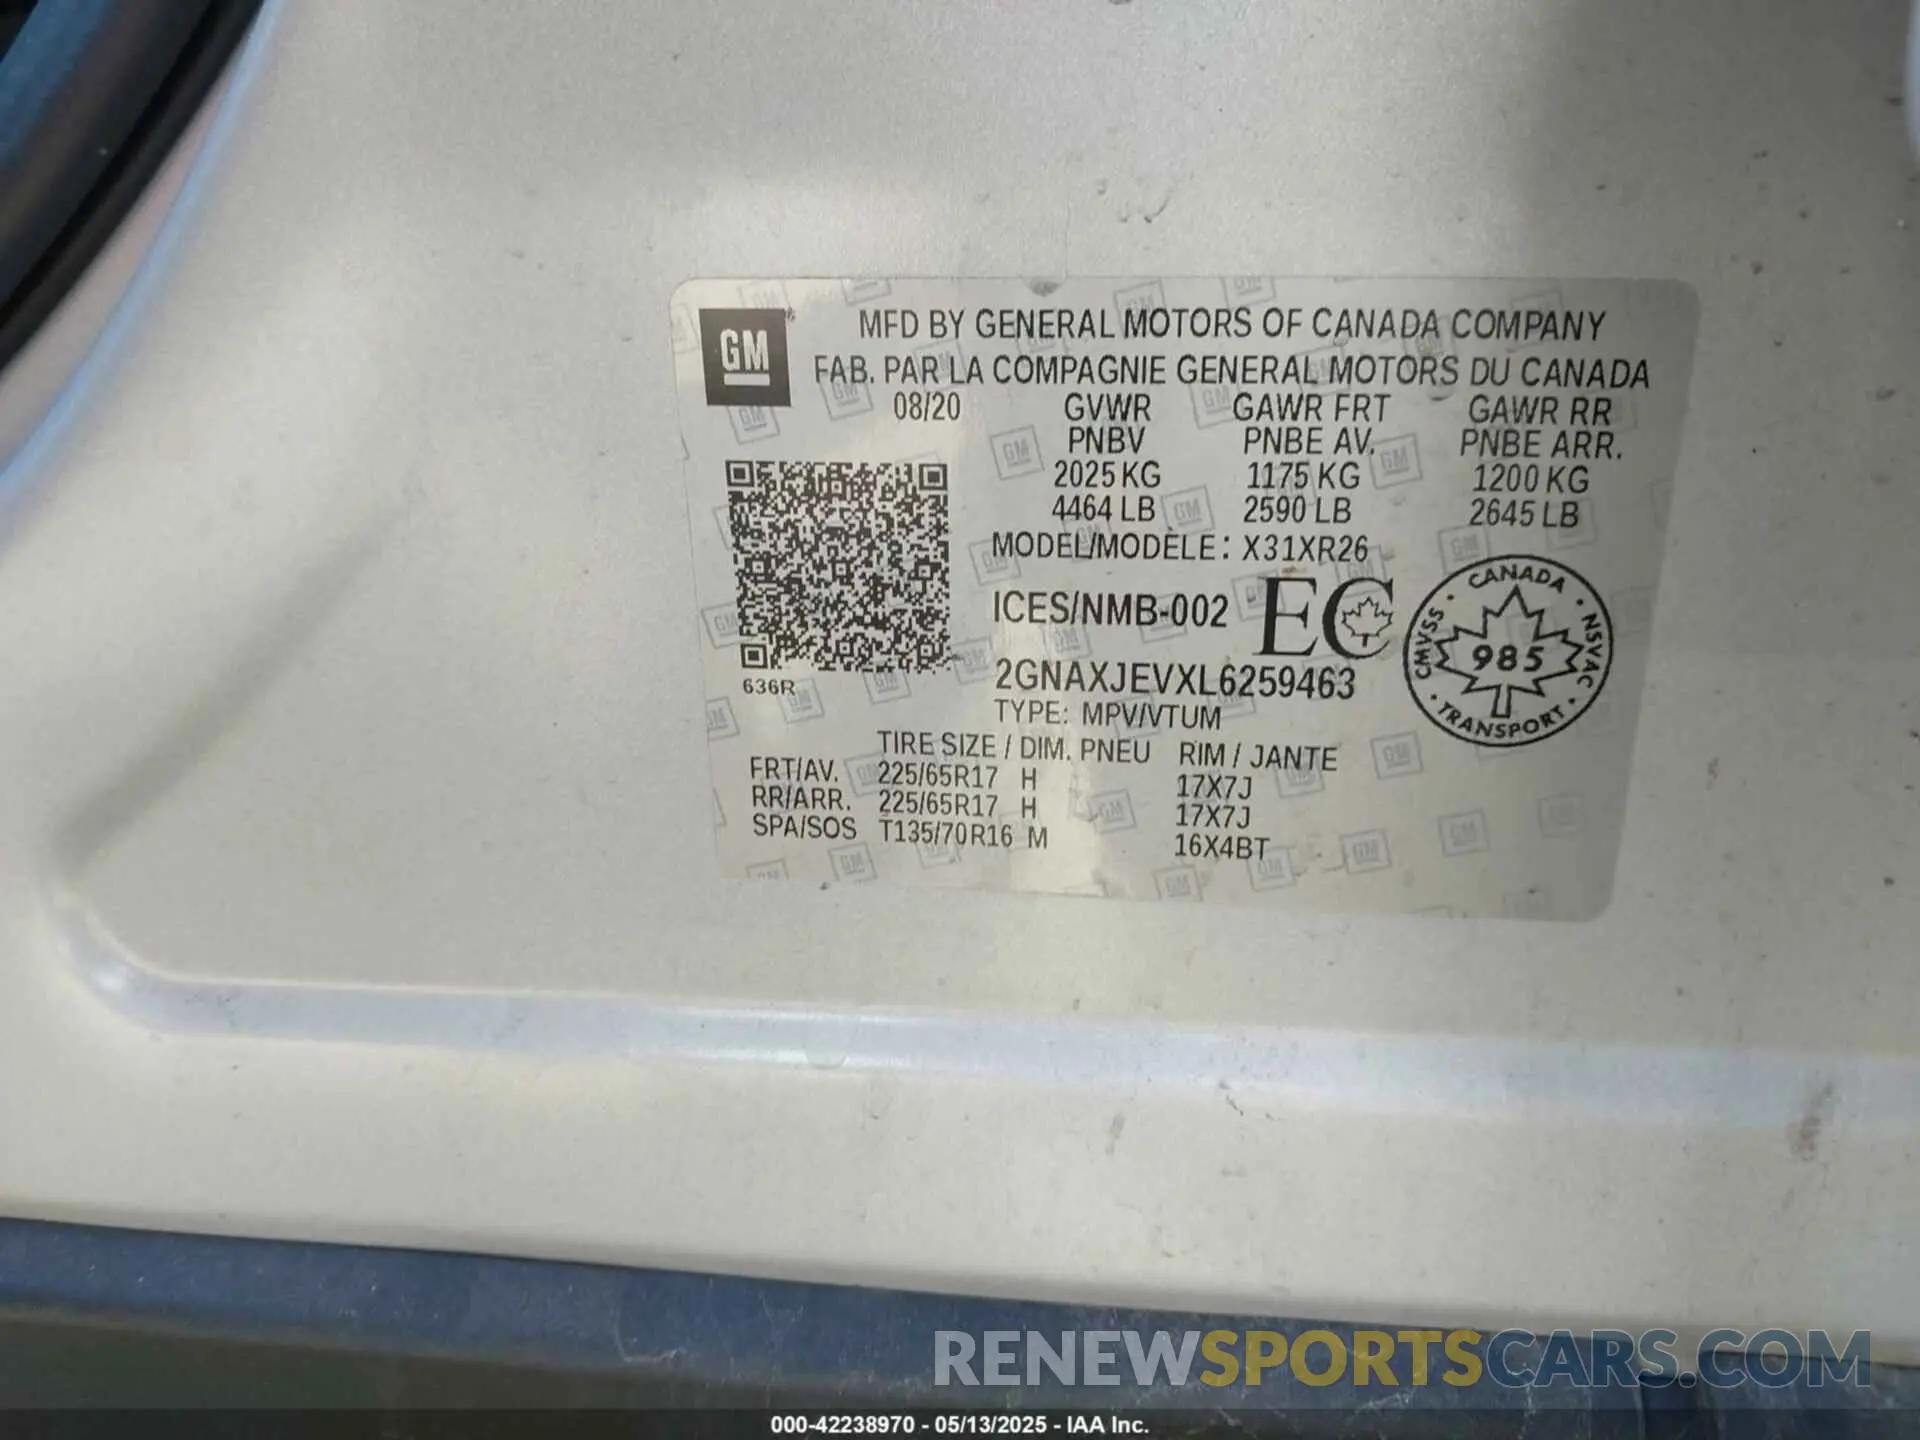 GM
MFD BY GENERAL MOTORS OF CANADA COMPANY
FAB. PAR LA COMPAGNIE GENERAL MOTORS DU CANADA
08/20 GVWR GAWR FRT GAWR RR
PNBV PNBE AV. PNBE ARR.
2025 KG 1175 KG 1200 KG
4464 LB 2590 LB 2645 LB
MODEL/MODÈLE: X31XR26
ICES/NMB-002 EC
CANADA
CMVSS 985 NSVAC
TRANSPORT
636R
2GNAXJEVXL6259463
TYPE: MPV/VTUM
TIRE SIZE / DIM. PNEU RIM / JANTE
FRT/AV. 225/65R17 H 17X7J
RR/ARR. 225/65R17 H 17X7J
SPA/SOS T135/70R16 M 16X4BT
RENEWSPORTSCARS.COM
000-42238970 - 05/13/2025 - IAA Inc.